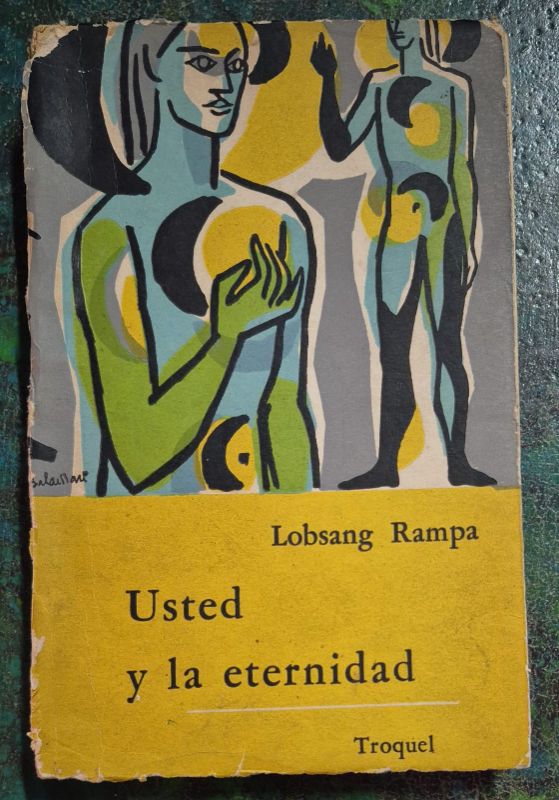 Lobsang Rampa
Usted
y la eternidad
Troquel